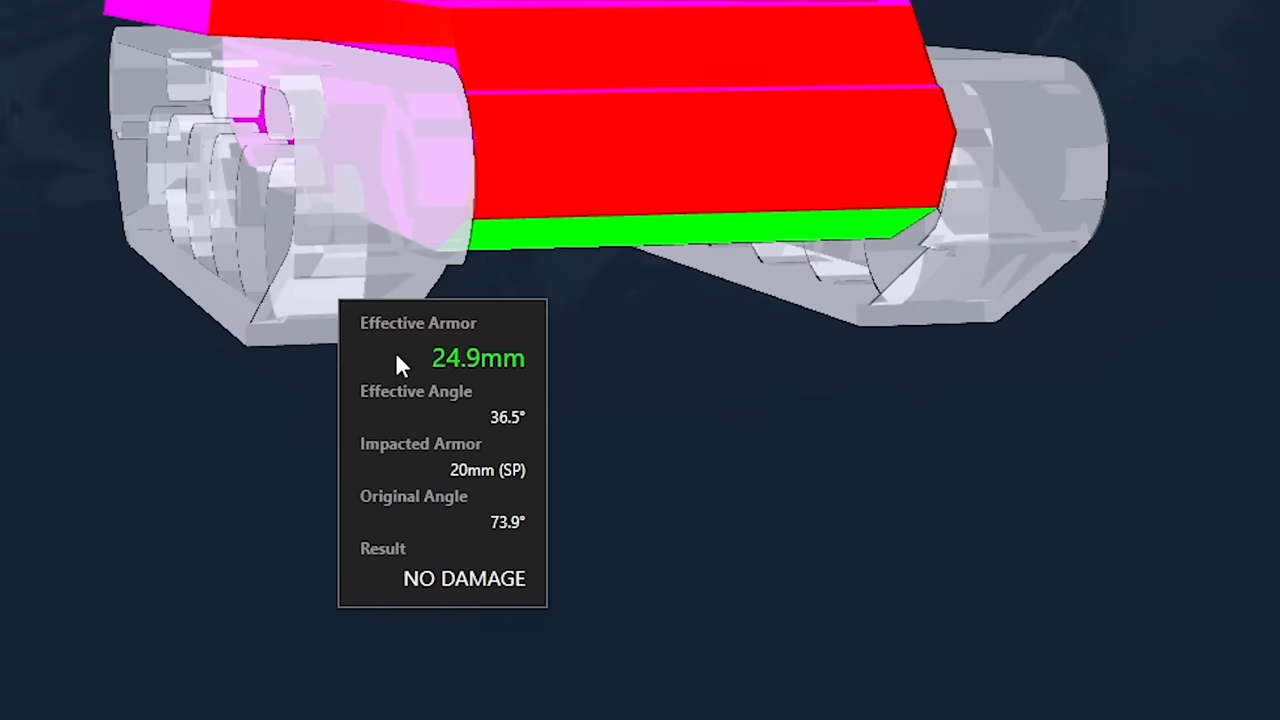 Effective Armor
24.9mm
Effective Angle
36.5°
Impacted Armor
20mm (SP)
Original Angle
73.9°
Result
NO DAMAGE